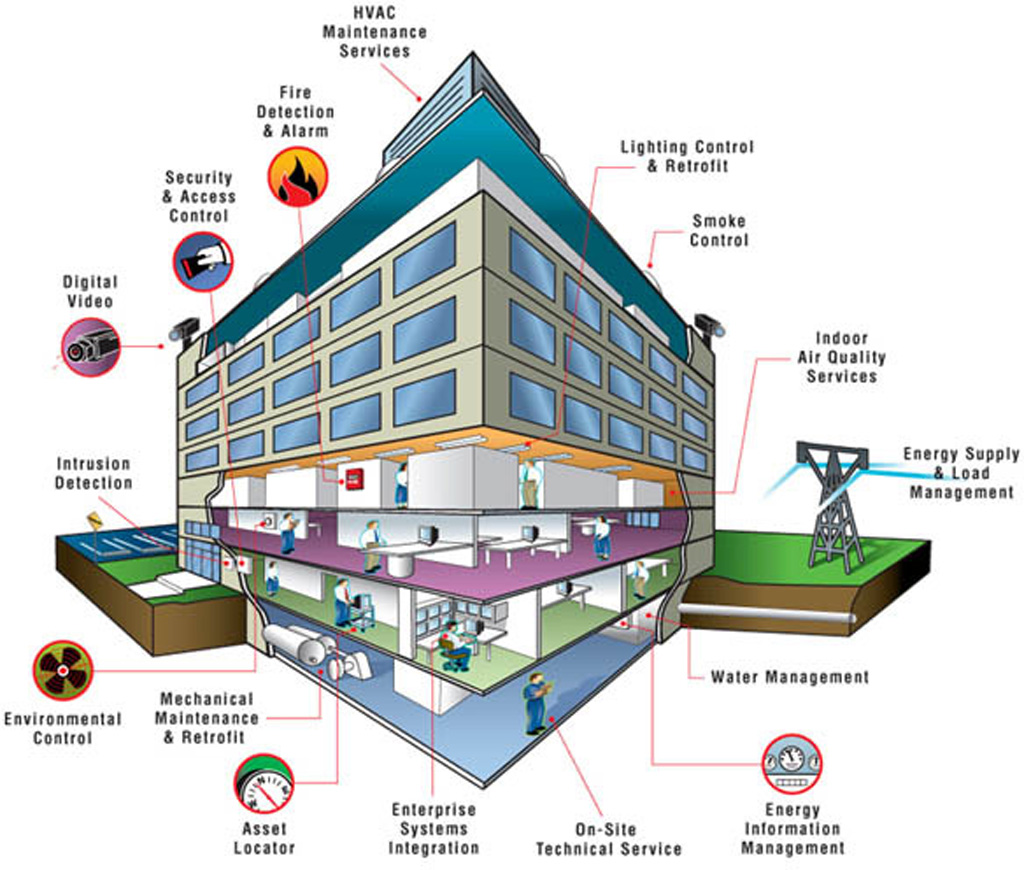 HVAC
Maintenance
Services
Fire
Detection
& Alarm
Lighting Control
& Retrofit
Security
& Access
Control
Smoke
Control
Digital
Video
Indoor
Air Quality
Services
Intrusion
Detection
Energy Supply
& Load
Management
Water Management
Environmental
Control
Mechanical
Maintenance
& Retrofit
Asset
Locator
Enterprise
Systems
Integration
On-Site
Technical Service
Energy
Information
Management